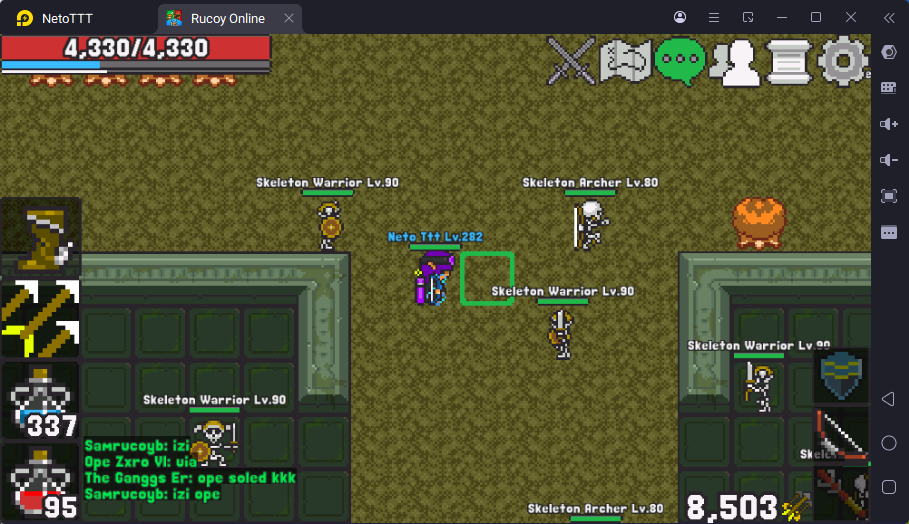 NetoTTT
Rucoy Online
4,330/4,330
Skeleton Warrior Lv.90
Skeleton Archer Lv.80
Neto Ttt Lv.282
Skeleton Warrior Lv.90
Skeleton Warrior Lv.90
Skeleton Warrior Lv.90
337
Samrucoyb: izi
Ope Zxro Vl: via
The Ganggs Er: ope soled kkk
Samrucoyb: izi ope
95
Skele
Skeleton Archer Lv.80
8,503